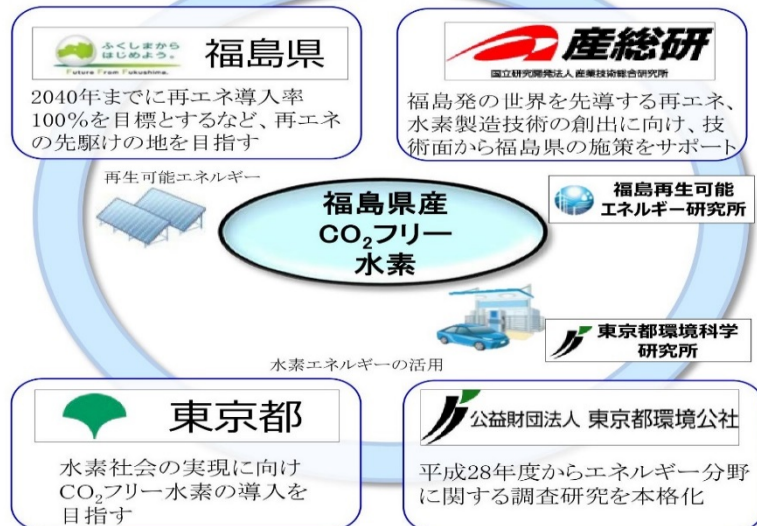 ふくしまから
はじめよう。
Future From Fukushima.
福島県
2040年までに再エネ導入率
100%を目標とするなど、再エネ
の先駆けの地を目指す
産総研
国立研究開発法人 産業技術総合研究所
福島発の世界を先導する再エネ、
水素製造技術の創出に向け、技
術面から福島県の施策をサポート
再生可能エネルギー
福島県産
CO₂フリー
水素
福島再生可能
エネルギー研究所
東京都環境科学
研究所
水素エネルギーの活用
東京都
水素社会の実現に向け
CO₂フリー水素の導入を
目指す
公益財団法人 東京都環境公社
平成28年度からエネルギー分野
に関する調査研究を本格化